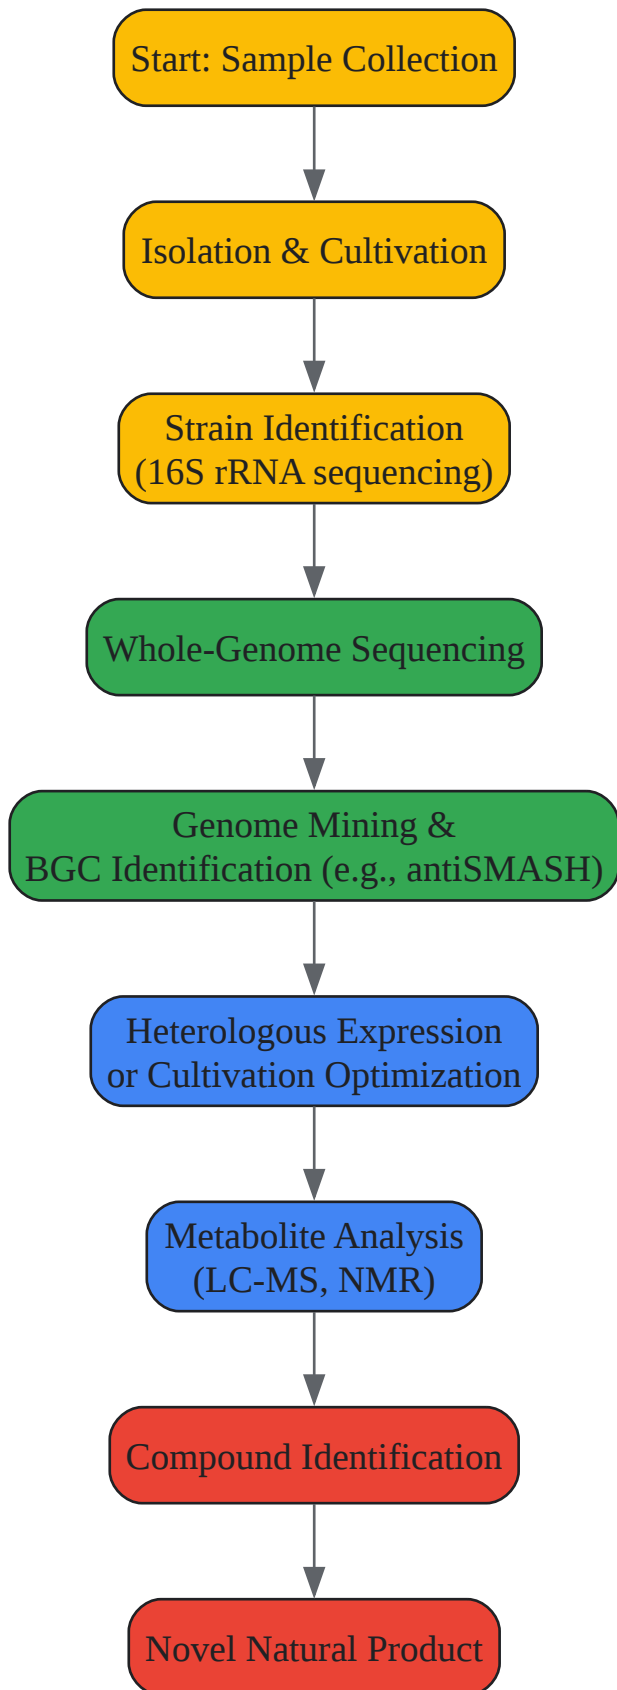 Start: Sample Collection
Isolation & Cultivation
Strain Identification
(16S rRNA sequencing)
Whole-Genome Sequencing
Genome Mining &
BGC Identification (e.g., antiSMASH)
Heterologous Expression
or Cultivation Optimization
Metabolite Analysis
(LC-MS, NMR)
Compound Identification
Novel Natural Product